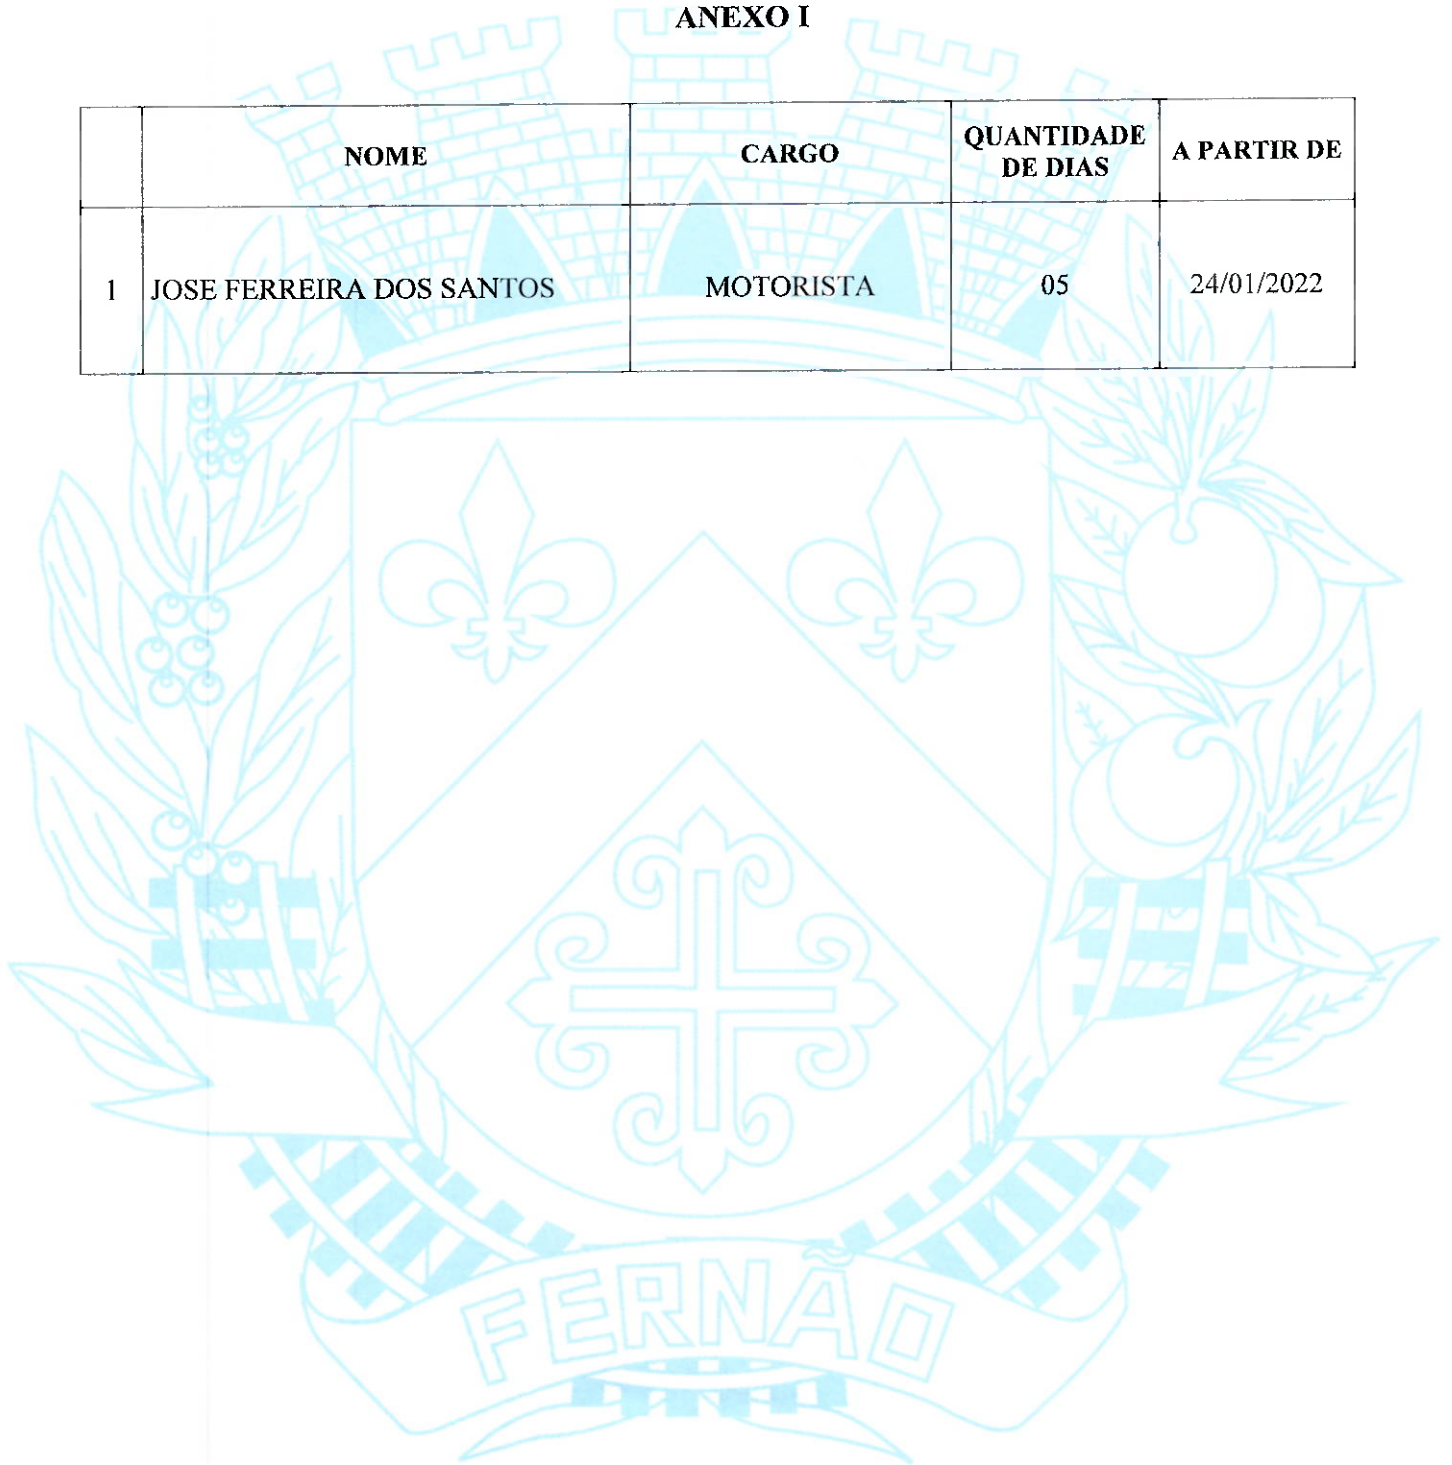 ANEXO I
NOME CARGO QUANTIDADE DE DIAS A PARTIR DE
1 JOSE FERREIRA DOS SANTOS MOTORISTA 05 24/01/2022
FERNÃO